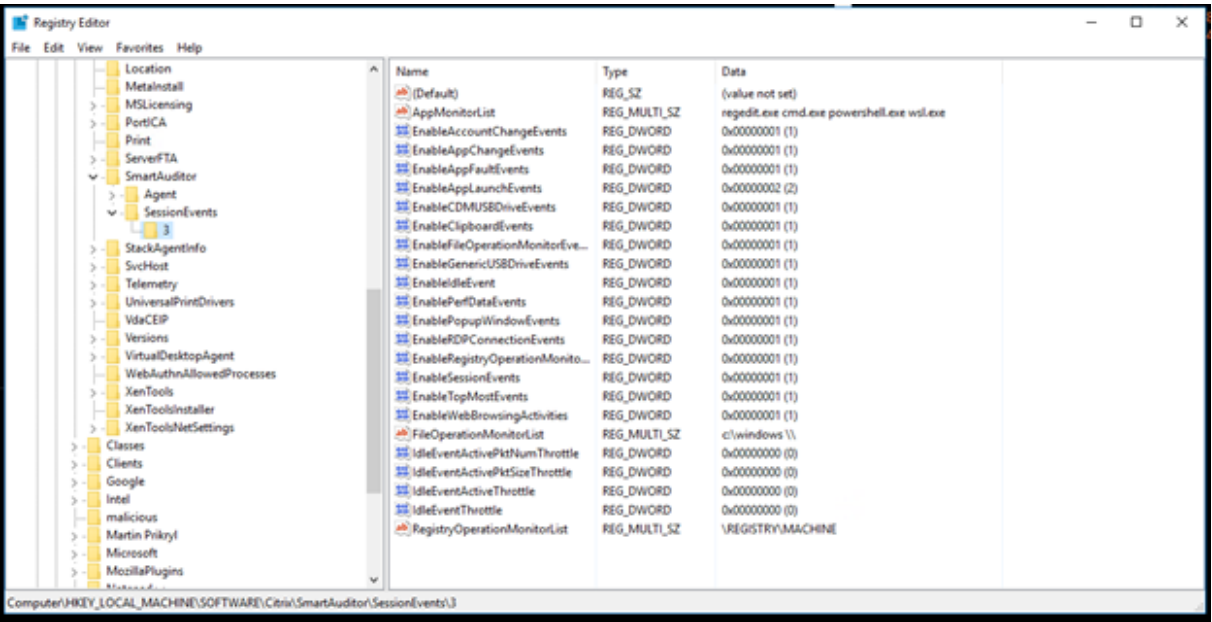 Registry Editor
File Edit View Favorites Help
Location
MetaInstall
MSLicensing
PortICA
Print
ServerFTA
SmartAuditor
Agent
SessionEvents
3
StackAgentInfo
SvcHost
Telemetry
UniversalPrintDrivers
VdaCEIP
Versions
VirtualDesktopAgent
WebAuthnAllowedProcesses
XenTools
XenToolsInstaller
XenToolsNetSettings
Classes
Clients
Google
Intel
malicious
Martin Prikryl
Microsoft
MozillaPlugins
Name Type Data
(Default) REG_SZ (value not set)
AppMonitorList REG_MULTI_SZ regedit.exe cmd.exe powershell.exe wsl.exe
EnableAccountChangeEvents REG_DWORD 0x00000001 (1)
EnableAppChangeEvents REG_DWORD 0x00000001 (1)
EnableAppFaultEvents REG_DWORD 0x00000001 (1)
EnableAppLaunchEvents REG_DWORD 0x00000002 (2)
EnableCDMUSBDriveEvents REG_DWORD 0x00000001 (1)
EnableClipboardEvents REG_DWORD 0x00000001 (1)
EnableFileOperationMonitorEve... REG_DWORD 0x00000001 (1)
EnableGenericUSBDriveEvents REG_DWORD 0x00000001 (1)
EnableIdleEvent REG_DWORD 0x00000001 (1)
EnablePerfDataEvents REG_DWORD 0x00000001 (1)
EnablePopupWindowEvents REG_DWORD 0x00000001 (1)
EnableRDPConnectionEvents REG_DWORD 0x00000001 (1)
EnableRegistryOperationMonito... REG_DWORD 0x00000001 (1)
EnableSessionEvents REG_DWORD 0x00000001 (1)
EnableTopMostEvents REG_DWORD 0x00000001 (1)
EnableWebBrowsingActivities REG_DWORD 0x00000001 (1)
FileOperationMonitorList REG_MULTI_SZ c:\windows \\
IdleEventActivePktNumThrottle REG_DWORD 0x00000000 (0)
IdleEventActivePktSizeThrottle REG_DWORD 0x00000000 (0)
IdleEventActiveThrottle REG_DWORD 0x00000000 (0)
IdleEventThrottle REG_DWORD 0x00000000 (0)
RegistryOperationMonitorList REG_MULTI_SZ \REGISTRY\MACHINE
Computer\HKEY_LOCAL_MACHINE\SOFTWARE\Citrix\SmartAuditor\SessionEvents\3